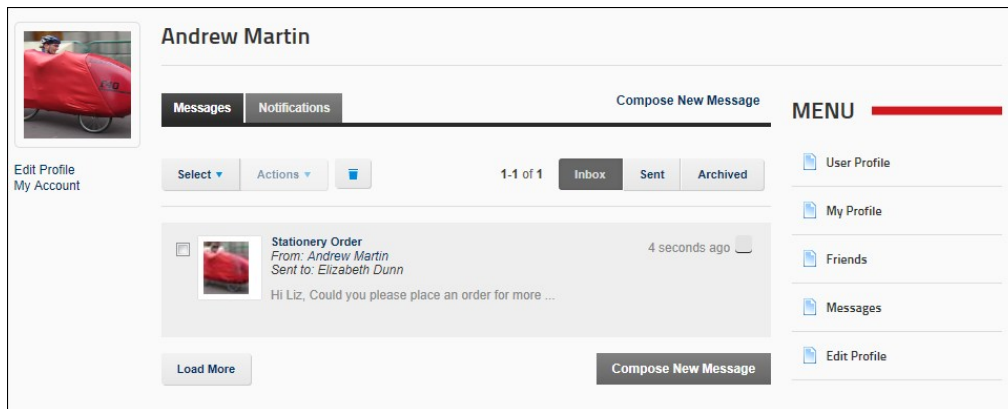 Andrew Martin
Edit Profile
My Account
Messages
Notifications
Compose New Message
Select
Actions
1-1 of 1
Inbox
Sent
Archived
Stationery Order
From: Andrew Martin
Sent to: Elizabeth Dunn
4 seconds ago
Hi Liz, Could you please place an order for more ...
Load More
Compose New Message
MENU
User Profile
My Profile
Friends
Messages
Edit Profile